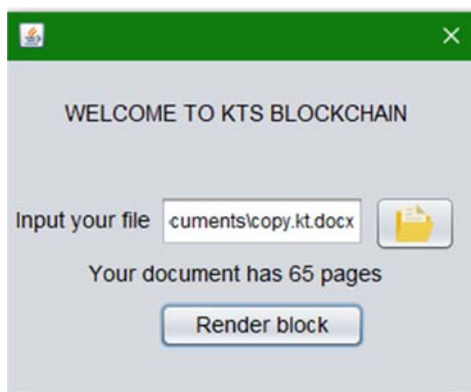 WELCOME TO KTS BLOCKCHAIN
Input your file cuments\copy.kt.docx
Your document has 65 pages
Render block